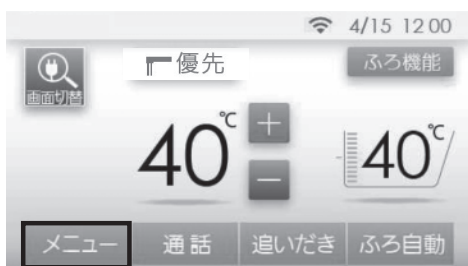 4/15 12:00
画面切替
優先
ふろ機能
40℃
+
40℃
-
メニュー
通話
追いだき
ふろ自動